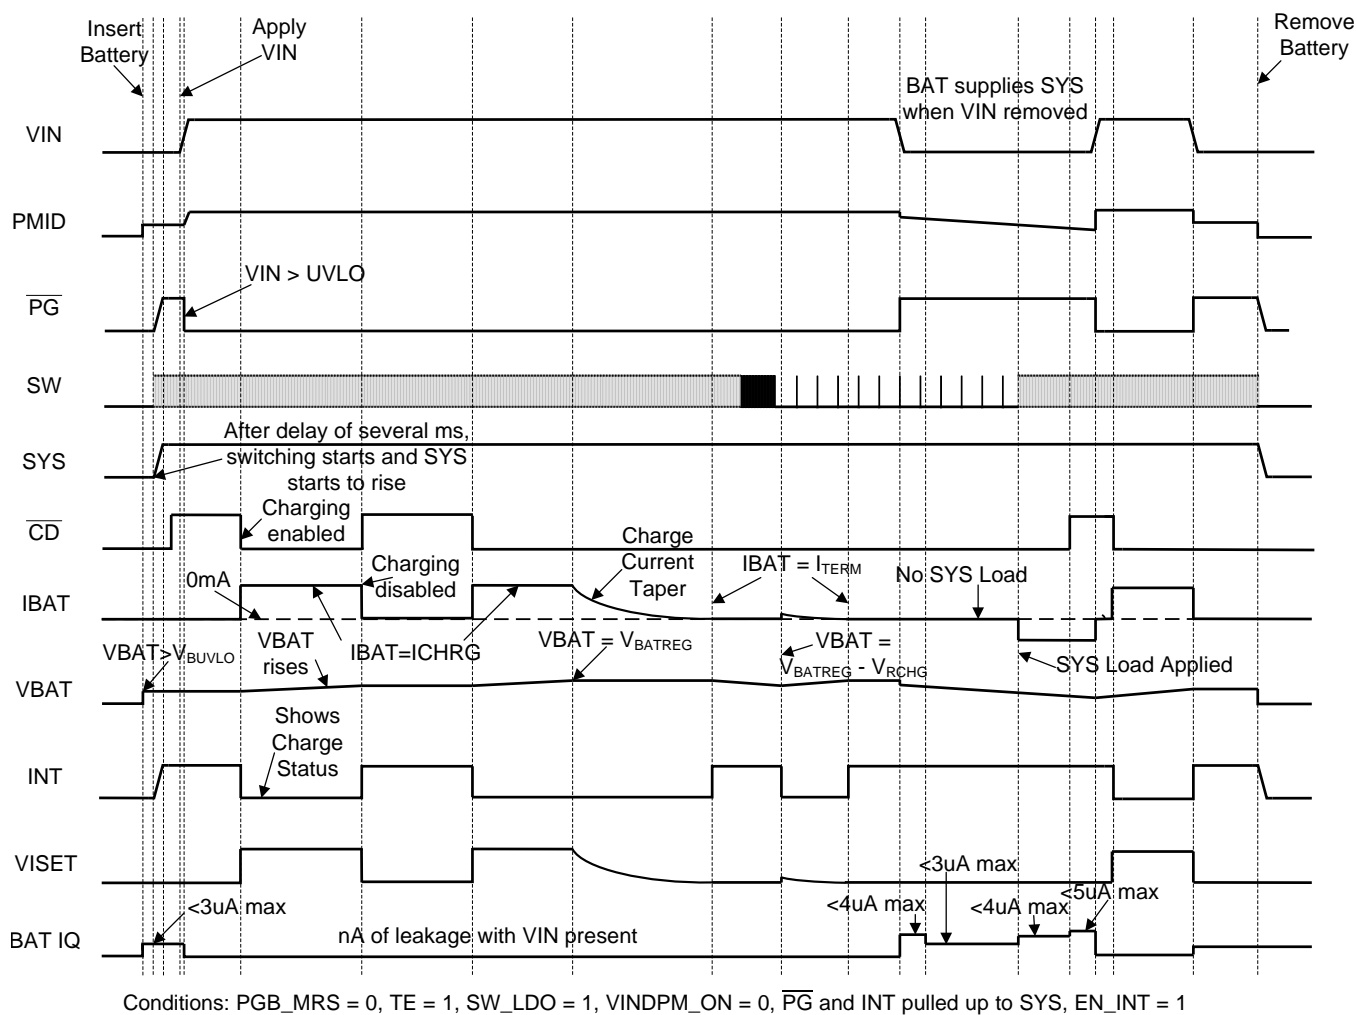 Insert
Battery
Apply
VIN
Remove
Battery
BAT supplies SYS
when VIN removed
VIN
PMID
VIN > UVLO
PG
SW
After delay of several ms,
switching starts and SYS
starts to rise
SYS
Charging
enabled
CD
Charge
Current
Taper
Charging
disabled
0mA
IBAT = ITERM
No SYS Load
IBAT
VBAT>VBUVLO
VBAT
rises
IBAT=ICHRG
VBAT = VBATREG
VBAT =
VBATREG - VRCHG
SYS Load Applied
VBAT
Shows
Charge
Status
INT
VISET
<3uA max
<3uA max
<4uA max
<4uA max
<5uA max
BAT IQ
nA of leakage with VIN present
Conditions: PGB_MRS = 0, TE = 1, SW_LDO = 1, VINDPM_ON = 0, PG and INT pulled up to SYS, EN_INT = 1